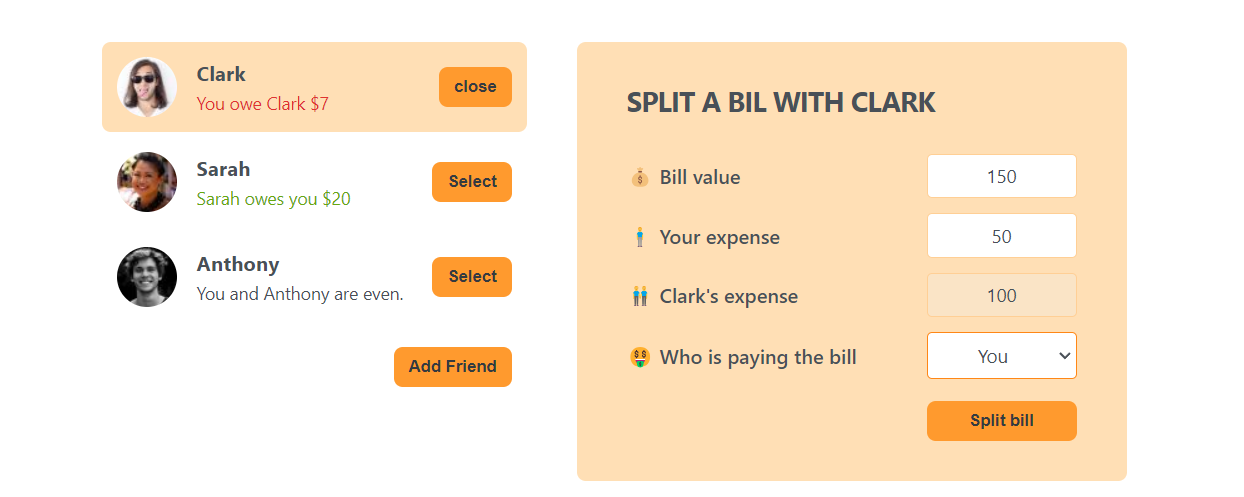 Clark
You owe Clark $7
close
Sarah
Sarah owes you $20
Select
Anthony
You and Anthony are even.
Select
Add Friend
SPLIT A BIL WITH CLARK
💰 Bill value
150
🧍‍♂️ Your expense
50
👬 Clark's expense
100
🤑 Who is paying the bill
You
Split bill